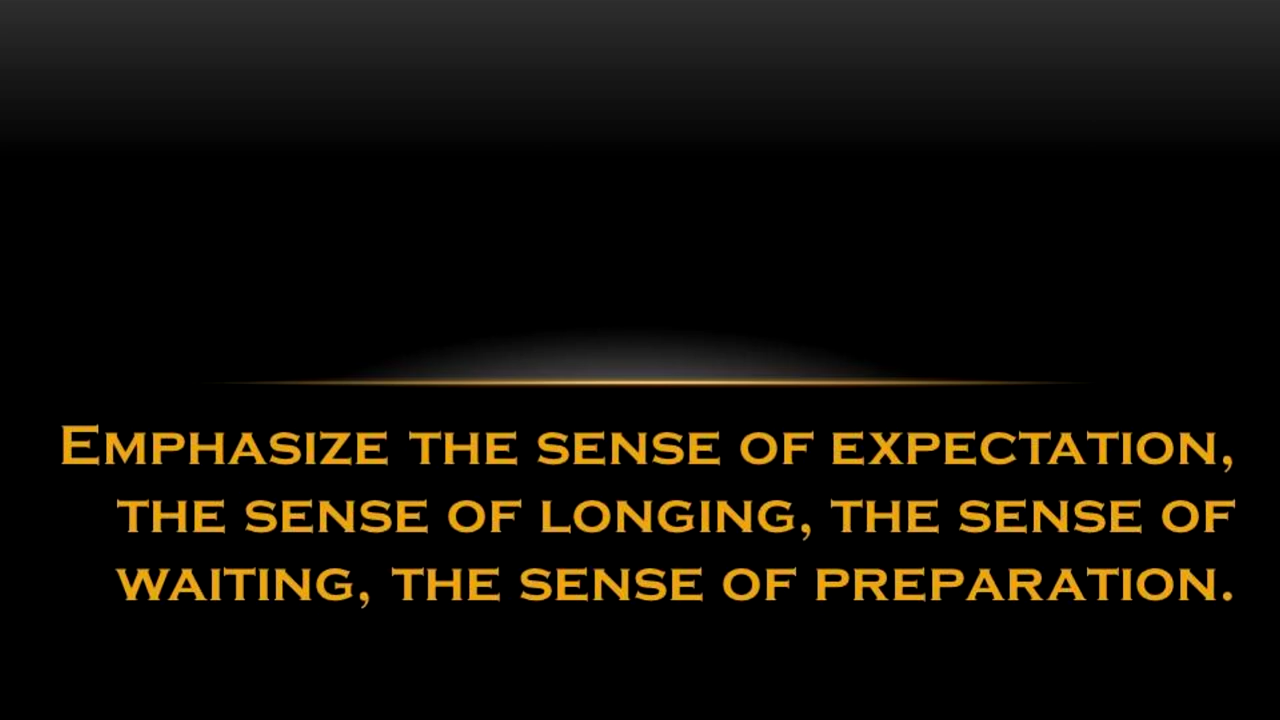 Emphasize the sense of expectation,
the sense of longing, the sense of
waiting, the sense of preparation.